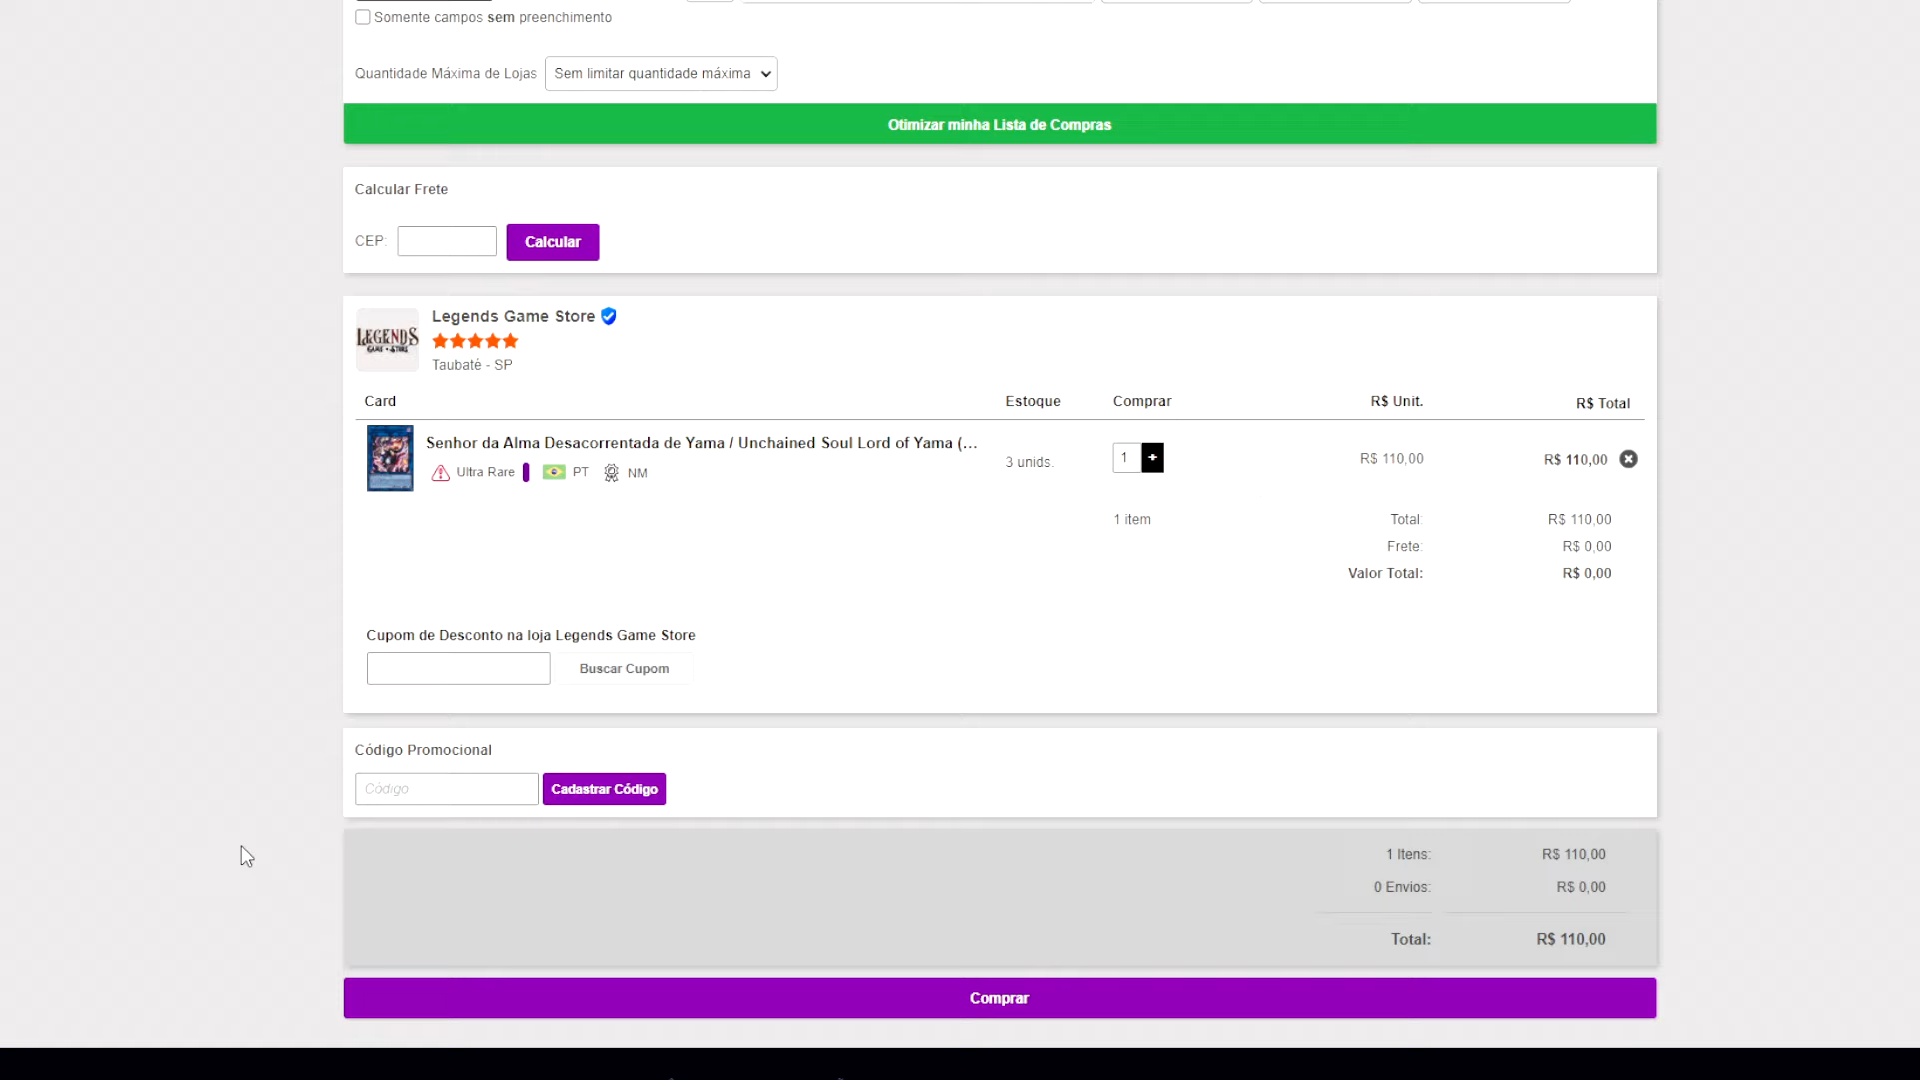 Somente campos sem preenchimento
Quantidade Máxima de Lojas Sem limitar quantidade máxima
Otimizar minha Lista de Compras
Calcular Frete
CEP: Calcular
Legends Game Store
LEGENDS
GAME • STORE
Taubaté - SP
Card Estoque Comprar R$ Unit. R$ Total
Senhor da Alma Desacorrentada de Yama / Unchained Soul Lord of Yama (...
Ultra Rare PT NM
3 unids. 1 + R$ 110,00 R$ 110,00
1 item Total: R$ 110,00
Frete: R$ 0,00
Valor Total: R$ 0,00
Cupom de Desconto na loja Legends Game Store
Buscar Cupom
Código Promocional
Código Cadastrar Código
1 Itens: R$ 110,00
0 Envios: R$ 0,00
Total: R$ 110,00
Comprar